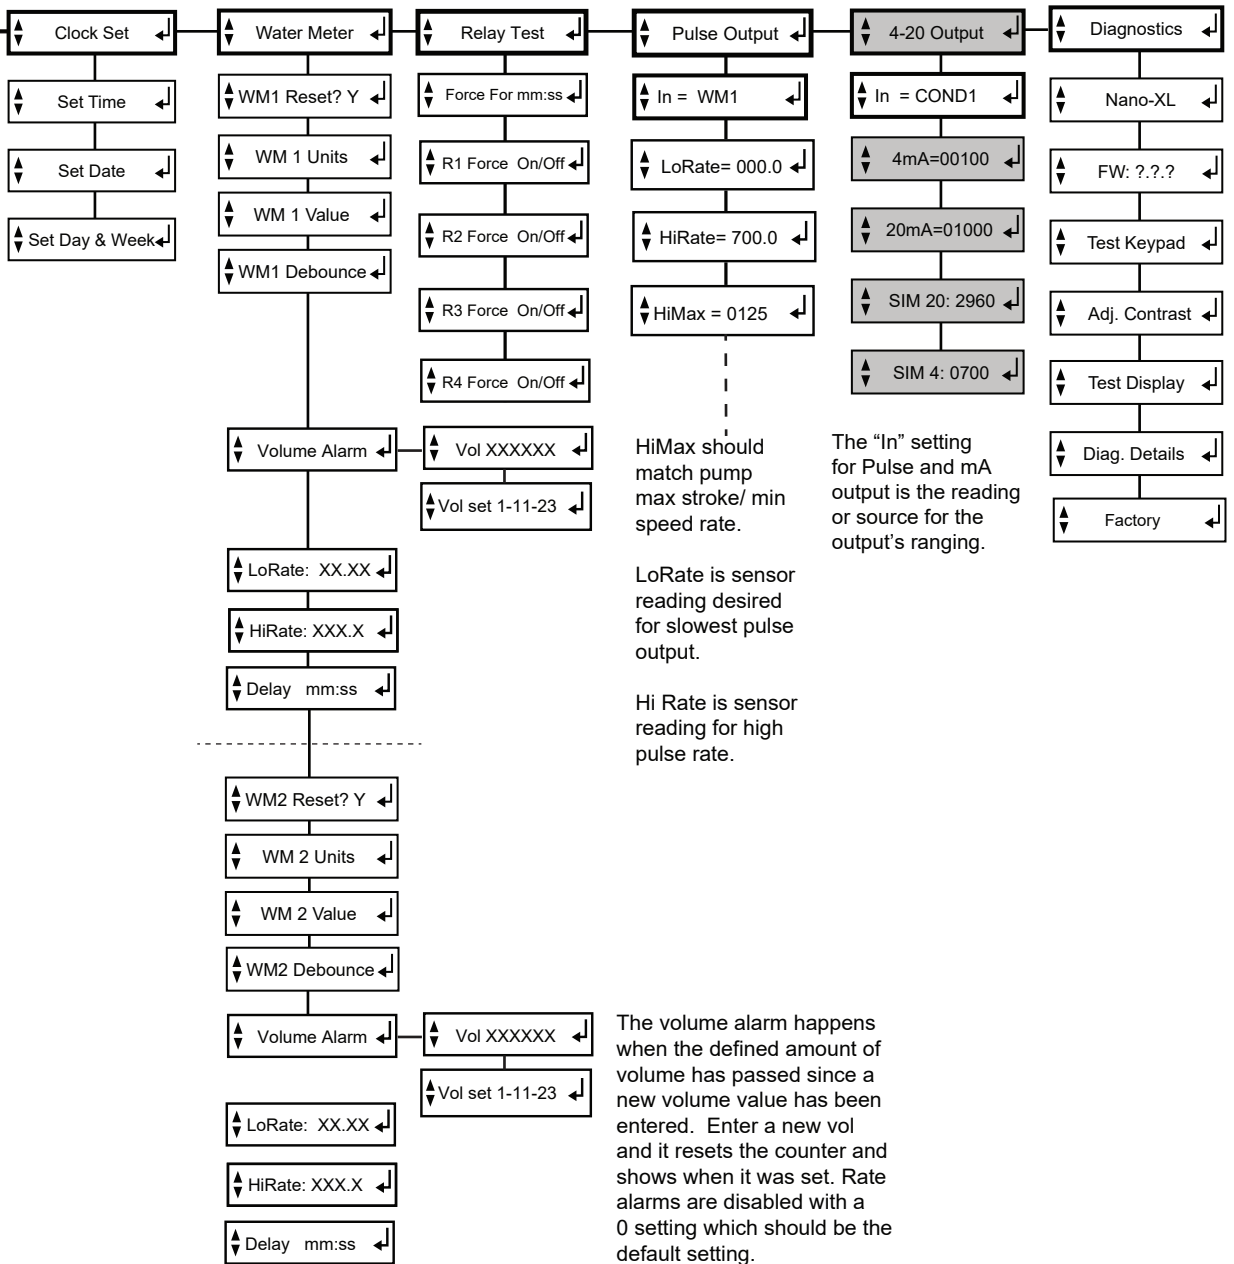 Clock Set
Set Time
Set Date
Set Day & Week
Water Meter
WM1 Reset? Y
WM 1 Units
WM 1 Value
WM1 Debounce
Volume Alarm
Vol XXXXXX
Vol set 1-11-23
LoRate: XX.XX
HiRate: XXX.X
Delay mm:ss
WM2 Reset? Y
WM 2 Units
WM 2 Value
WM2 Debounce
Volume Alarm
Vol XXXXXX
Vol set 1-11-23
LoRate: XX.XX
HiRate: XXX.X
Delay mm:ss
Relay Test
Force For mm:ss
R1 Force On/Off
R2 Force On/Off
R3 Force On/Off
R4 Force On/Off
Pulse Output
In = WM1
LoRate= 000.0
HiRate= 700.0
HiMax = 0125
HiMax should
match pump
max stroke/ min
speed rate.
LoRate is sensor
reading desired
for slowest pulse
output.
Hi Rate is sensor
reading for high
pulse rate.
4-20 Output
In = COND1
4mA=00100
20mA=01000
SIM 20: 2960
SIM 4: 0700
The “In” setting
for Pulse and mA
output is the reading
or source for the
output’s ranging.
Diagnostics
Nano-XL
FW: ?.?.?
Test Keypad
Adj. Contrast
Test Display
Diag. Details
Factory
The volume alarm happens
when the defined amount of
volume has passed since a
new volume value has been
entered. Enter a new vol
and it resets the counter and
shows when it was set. Rate
alarms are disabled with a
0 setting which should be the
default setting.